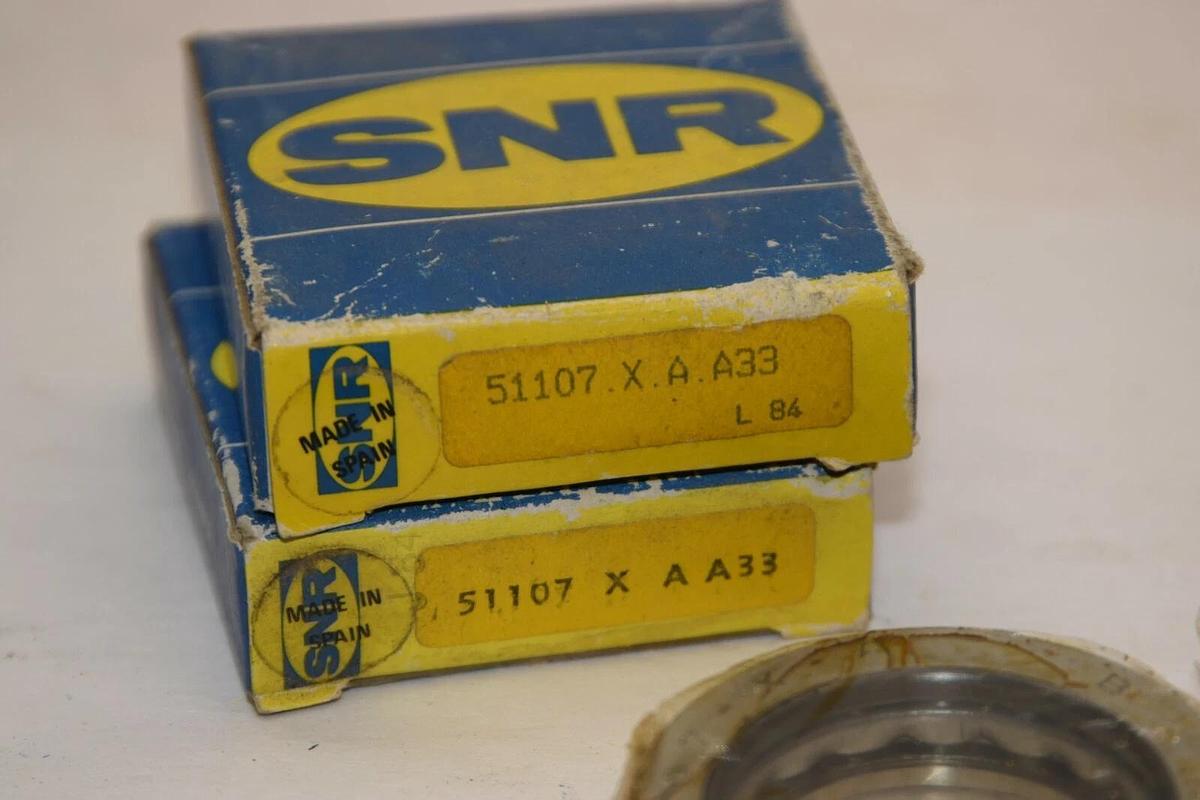 SNR
SNR
MADE IN
SPAIN
51107.X.A.A33
L 84
SNR
MADE IN
SPAIN
51107 X A A33